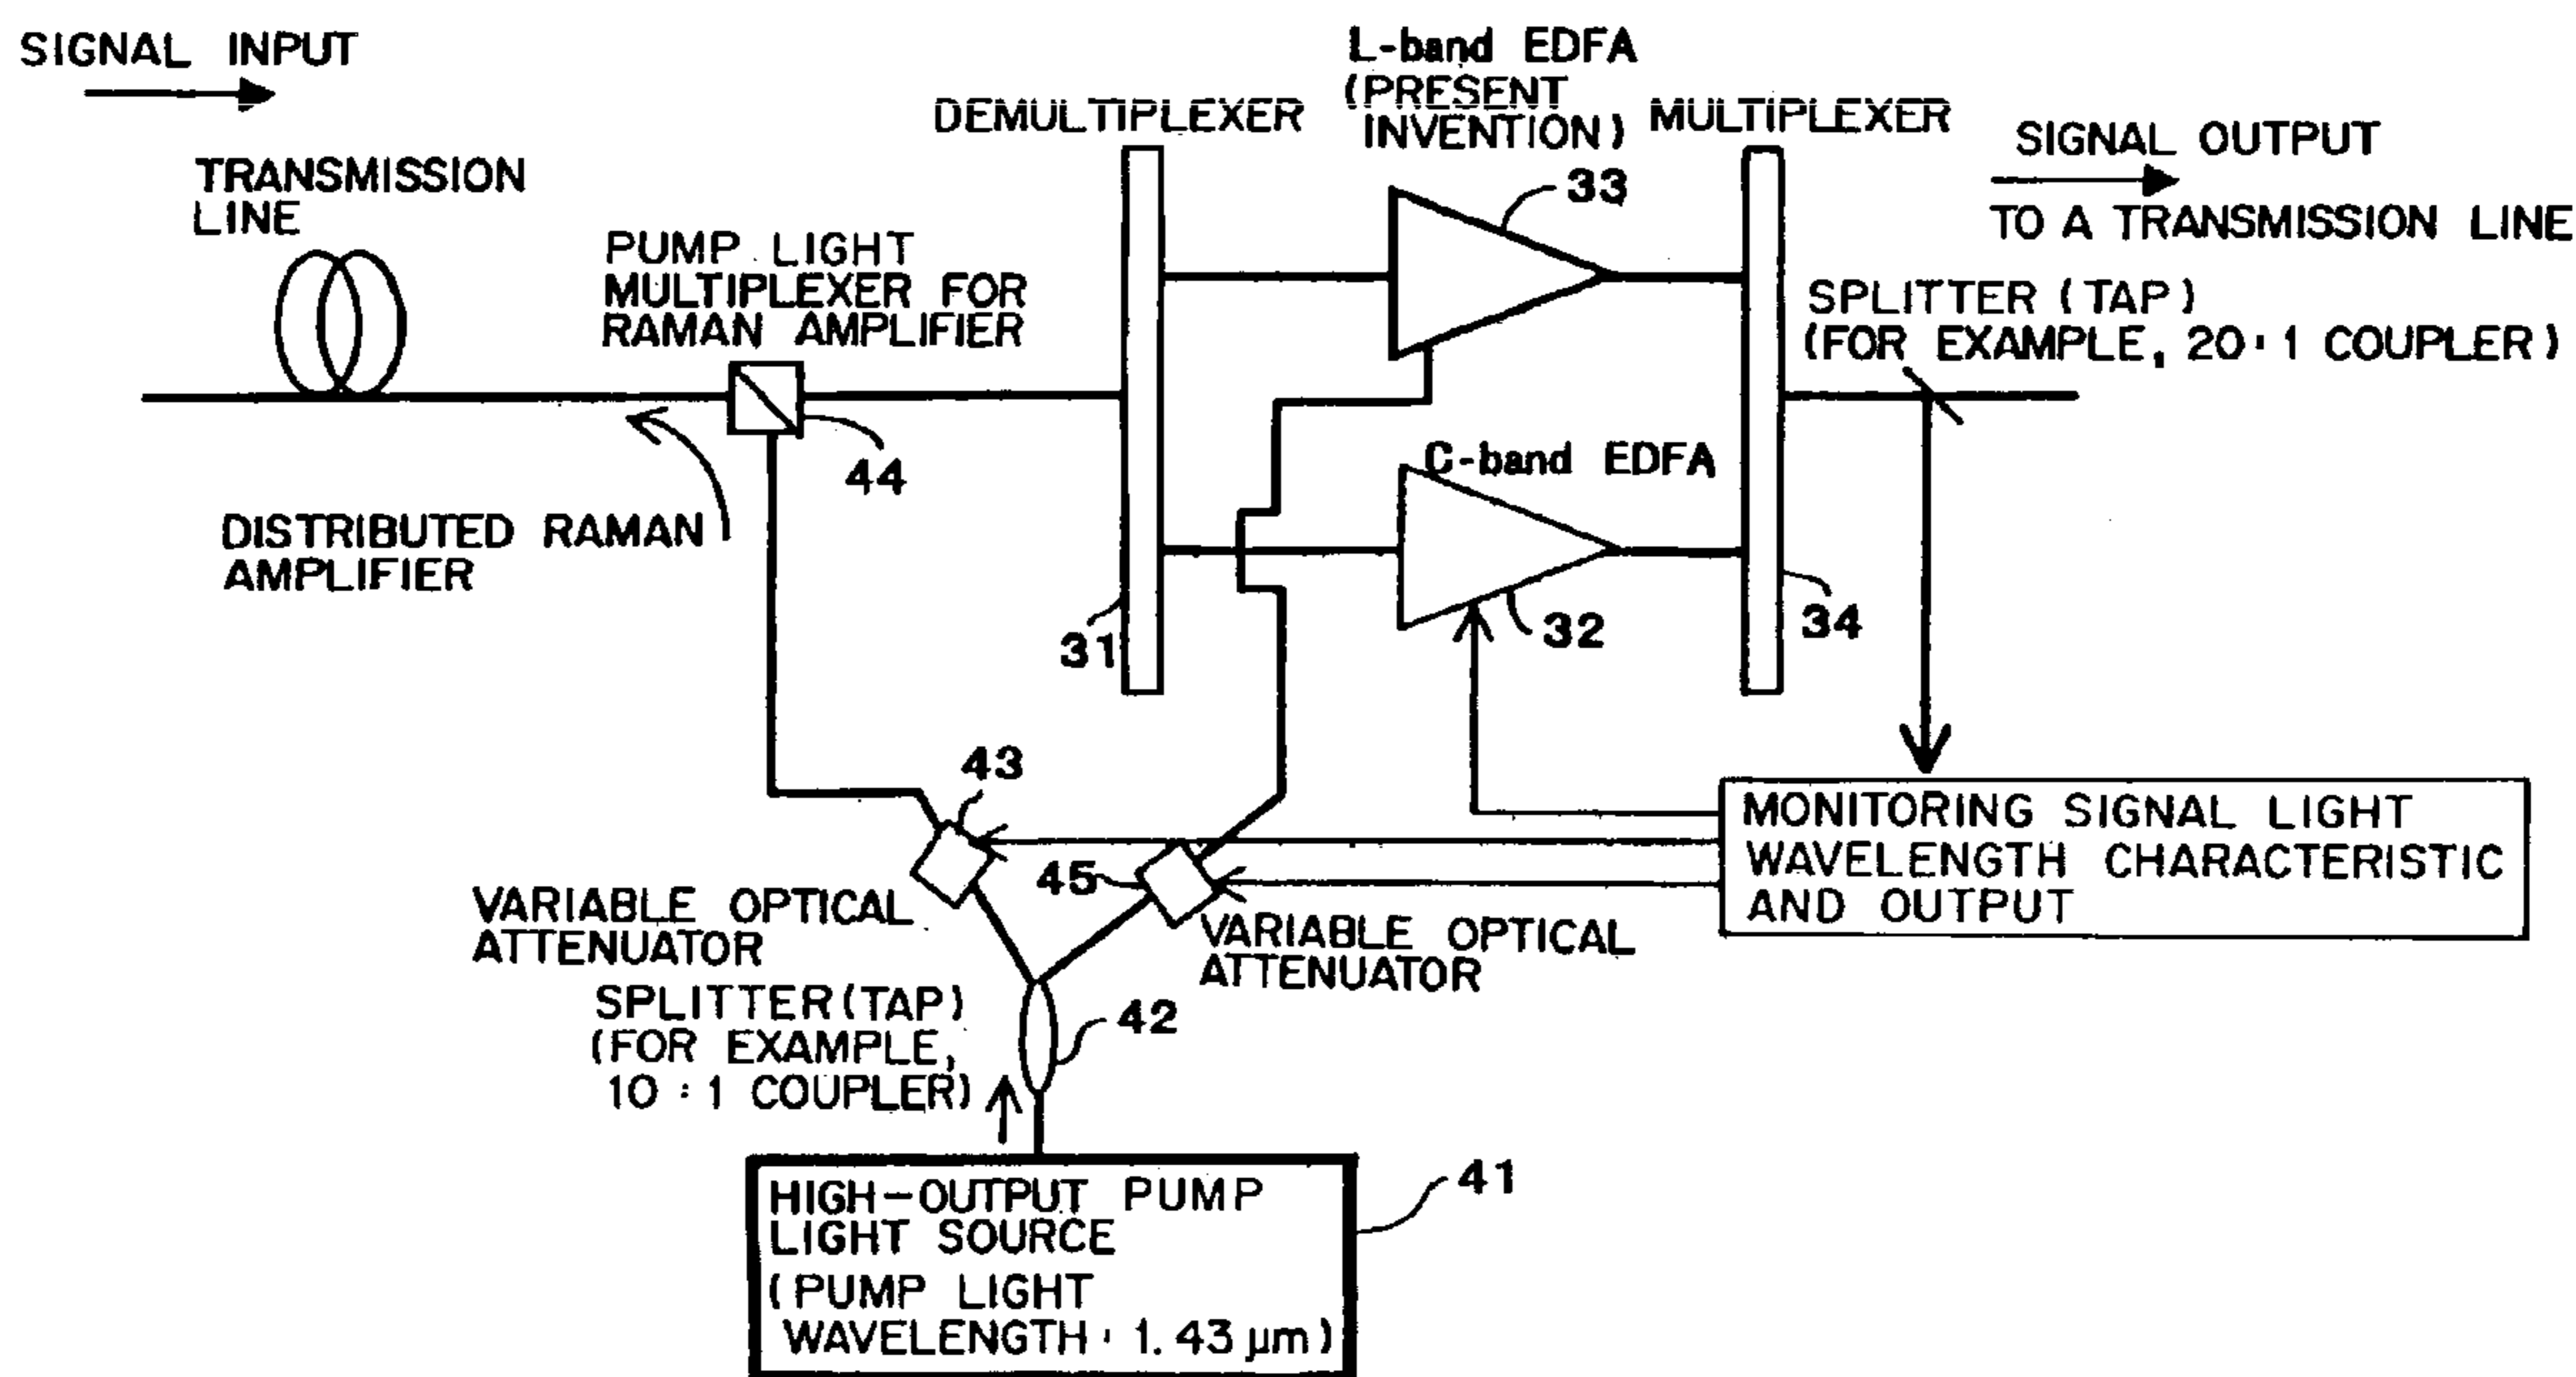 SIGNAL INPUT
L-band EDFA
(PRESENT
INVENTION)
DEMULTIPLEXER
MULTIPLEXER
SIGNAL OUTPUT
TO A TRANSMISSION LINE
33
TRANSMISSION
LINE
PUMP LIGHT
MULTIPLEXER FOR
RAMAN AMPLIFIER
SPLITTER (TAP)
(FOR EXAMPLE, 20:1 COUPLER)
44
C-band EDFA
DISTRIBUTED RAMAN
AMPLIFIER
31
32
34
43
45
MONITORING SIGNAL LIGHT
WAVELENGTH CHARACTERISTIC
AND OUTPUT
VARIABLE OPTICAL
ATTENUATOR
VARIABLE OPTICAL
ATTENUATOR
SPLITTER (TAP)
(FOR EXAMPLE,
10:1 COUPLER)
42
41
HIGH-OUTPUT PUMP
LIGHT SOURCE
(PUMP LIGHT
WAVELENGTH: 1.43 μm)